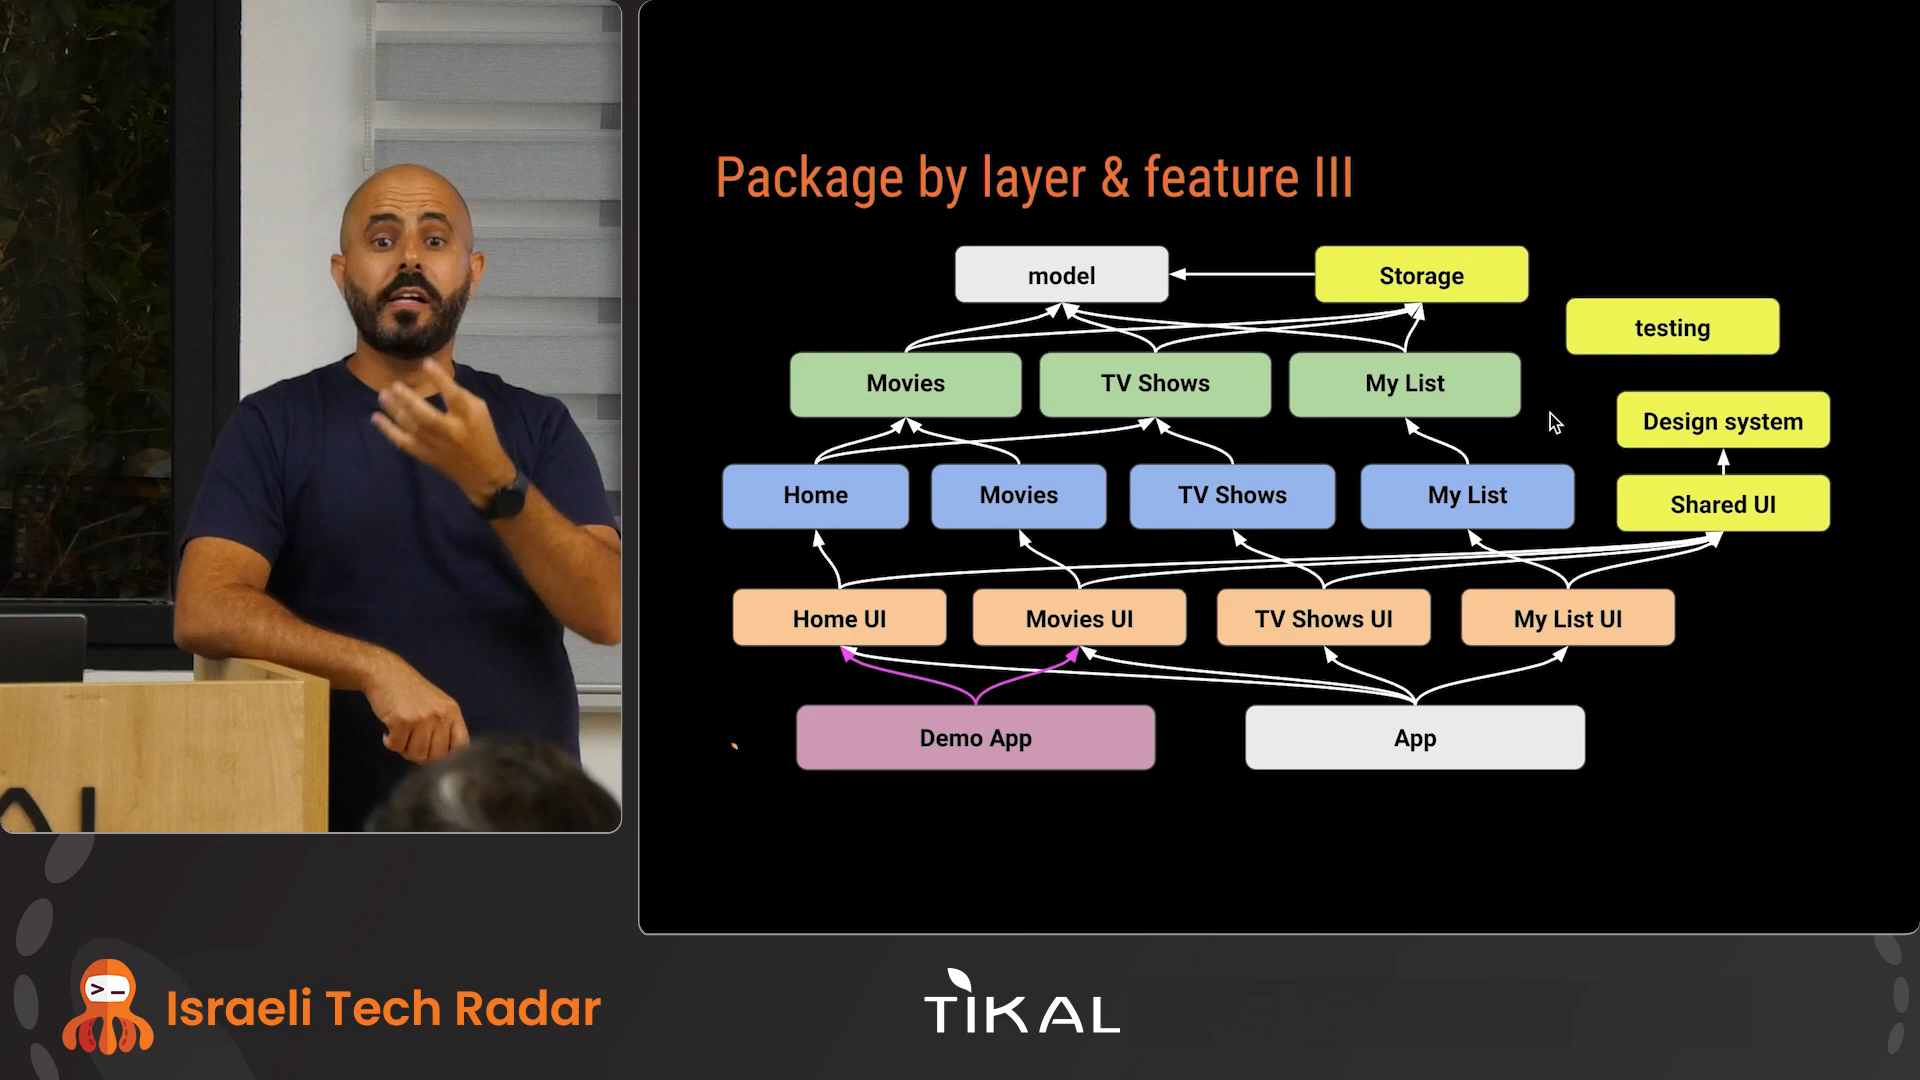 Package by layer & feature III
model
Storage
testing
Movies
TV Shows
My List
Design system
Home
Movies
TV Shows
My List
Shared UI
Home UI
Movies UI
TV Shows UI
My List UI
Demo App
App
>_
Israeli Tech Radar
TIKAL